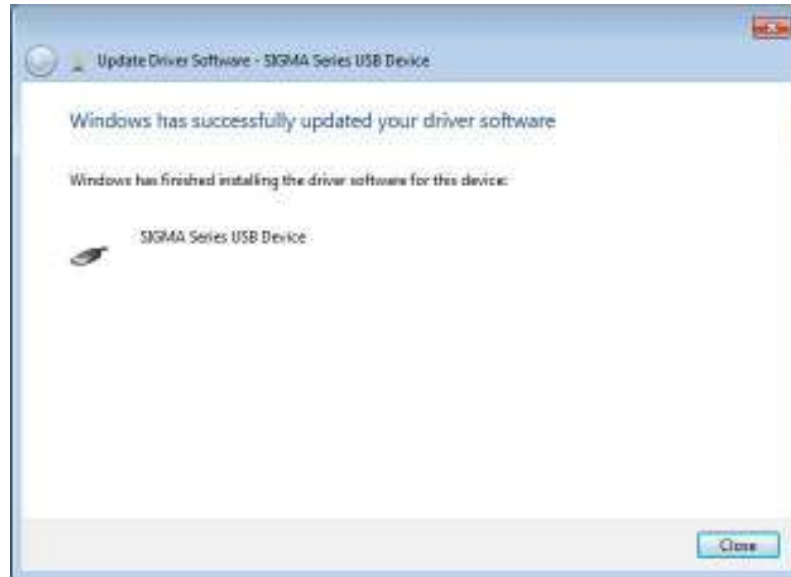 Update Driver Software - SIGMA Series USB Device
Windows has successfully updated your driver software
Windows has finished installing the driver software for this device:
SIGMA Series USB Device
Close